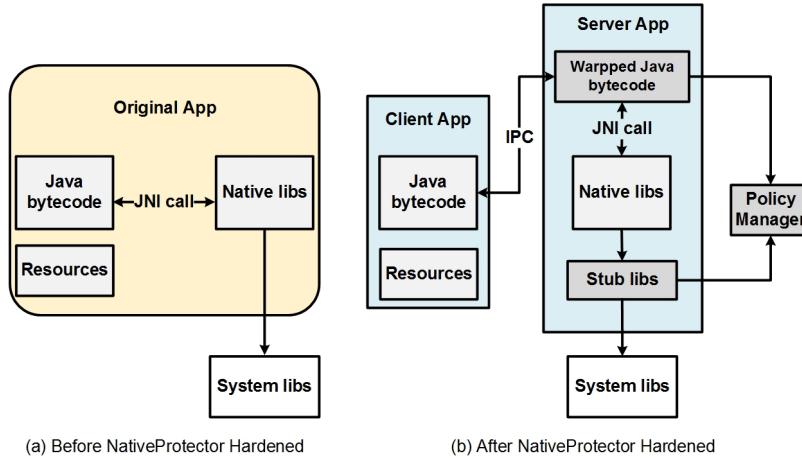 Original App
Java
bytecode
JNI call
Native libs
Resources
System libs
(a) Before NativeProtector Hardened
Server App
Warpped Java
bytecode
Client App
IPC
JNI call
Java
bytecode
Native libs
Policy
Manager
Resources
Stub libs
System libs
(b) After NativeProtector Hardened